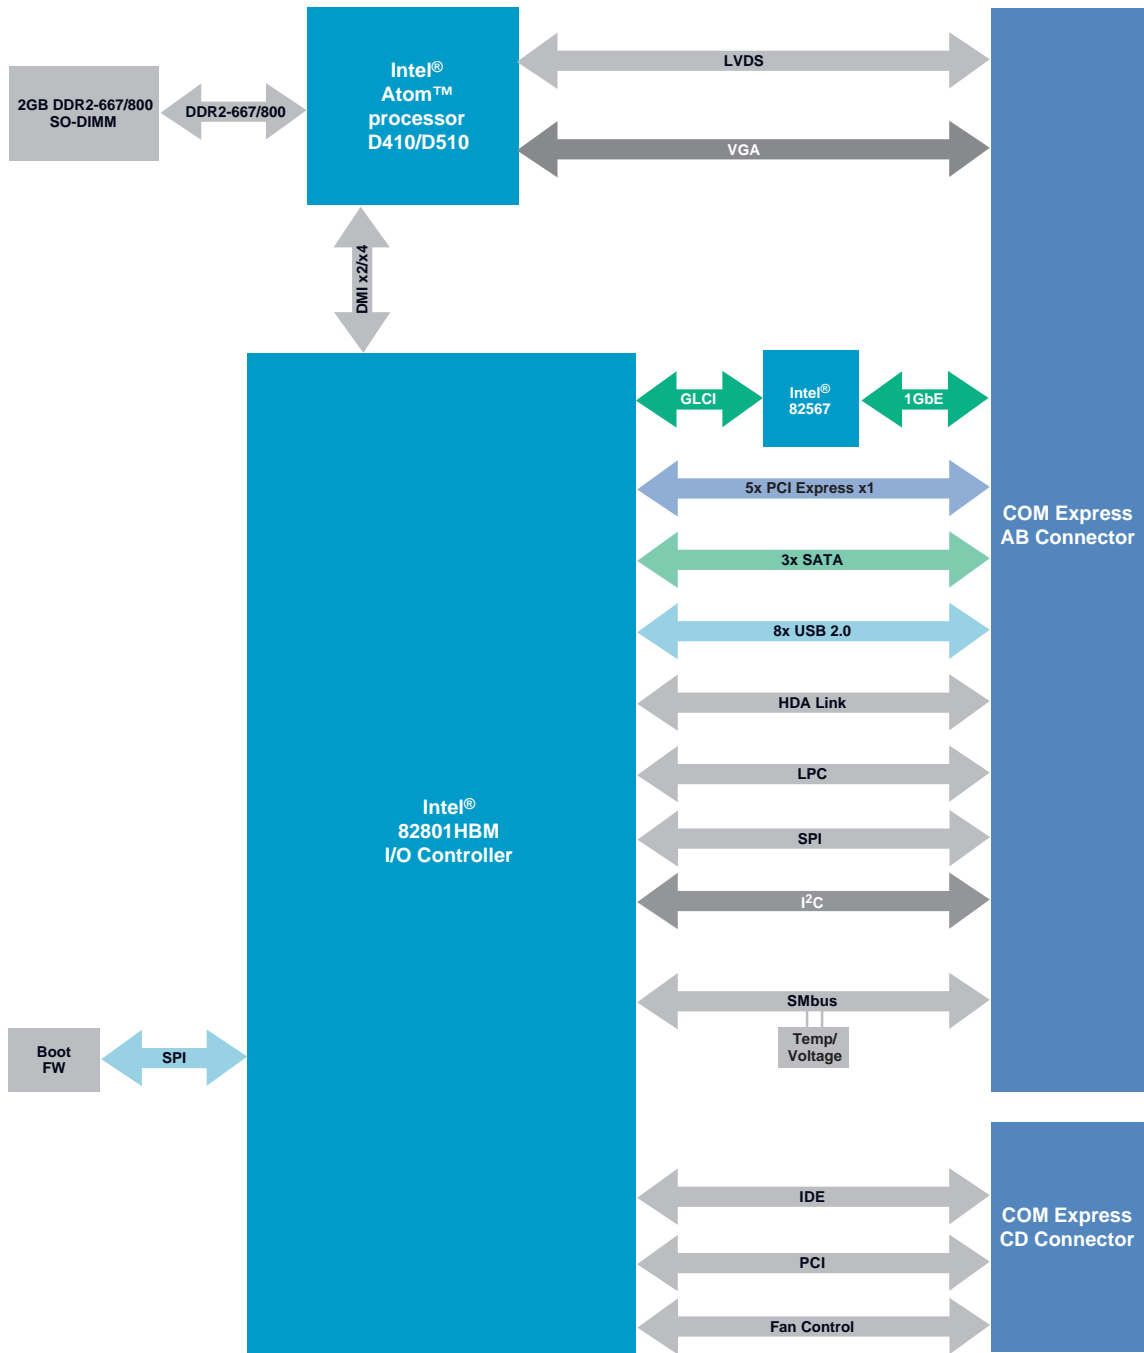 Intel®
Atom™
processor
D410/D510
2GB DDR2-667/800
SO-DIMM
DDR2-667/800
LVDS
VGA
DMI x2/x4
GLCI
Intel®
82567
1GbE
5x PCI Express x1
3x SATA
8x USB 2.0
HDA Link
LPC
SPI
I²C
SMbus
Temp/
Voltage
COM Express
AB Connector
Intel®
82801HBM
I/O Controller
Boot
FW
SPI
IDE
PCI
Fan Control
COM Express
CD Connector